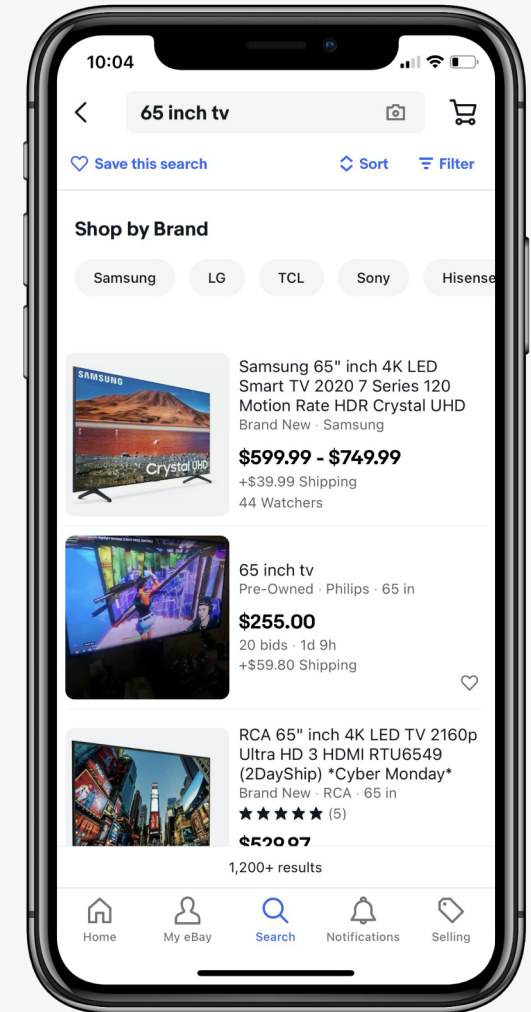 10:04
65 inch tv
Save this search
Sort
Filter
Shop by Brand
Samsung
LG
TCL
Sony
Hisense
SAMSUNG
Crystal UHD
Samsung 65" inch 4K LED
Smart TV 2020 7 Series 120
Motion Rate HDR Crystal UHD
Brand New · Samsung
$599.99 - $749.99
+$39.99 Shipping
44 Watchers
65 inch tv
Pre-Owned · Philips · 65 in
$255.00
20 bids · 1d 9h
+$59.80 Shipping
RCA 65" inch 4K LED TV 2160p
Ultra HD 3 HDMI RTU6549
(2DayShip) *Cyber Monday*
Brand New · RCA · 65 in
(5)
$529.97
1,200+ results
Home
My eBay
Search
Notifications
Selling